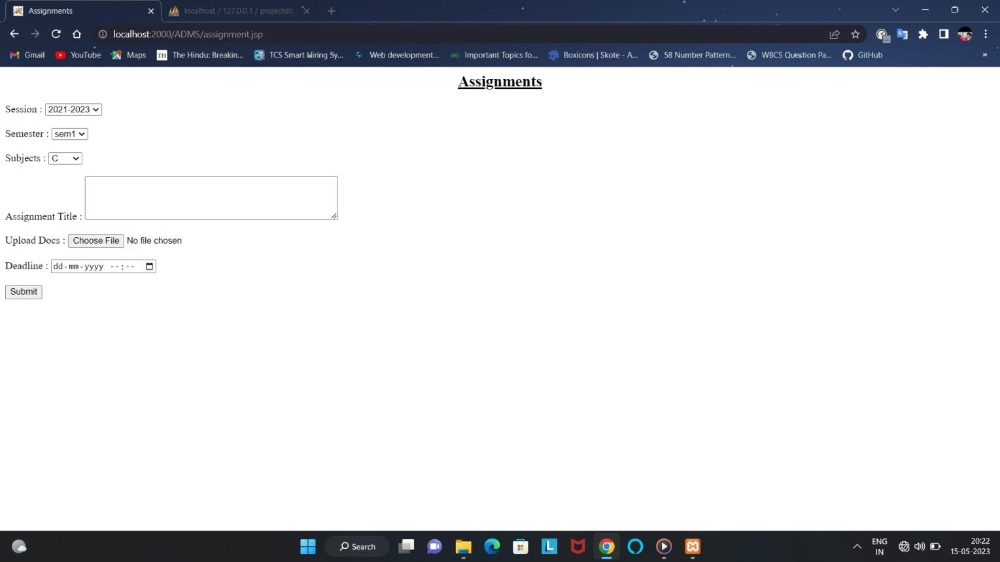 Assignments
localhost / 127.0.0.1 / projectdb
localhost:2000/ADMS/assignment.jsp
Gmail
YouTube
Maps
TH
The Hindu: Breakin...
TCS Smart Hiring Sy...
Web development...
Important Topics fo...
Boxicons | Skote - A...
58 Number Pattern...
WBCS Question Pa...
GitHub
»
Assignments
Session : 2021-2023
Semester : sem1
Subjects : C
Assignment Title :
Upload Docs : Choose File No file chosen
Deadline : dd-mm-yyyy --:--
Submit
Search
L
ENG
IN
20:22
15-05-2023